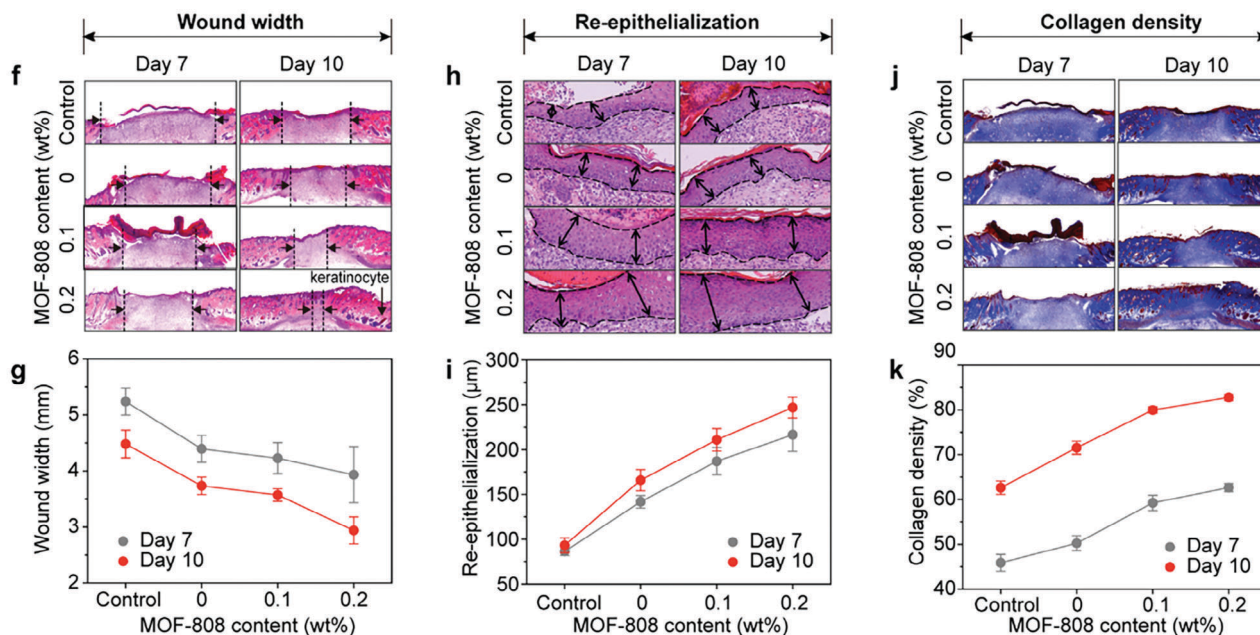 Wound width
Re-epithelialization
Collagen density
f
Day 7
Day 10
MOF-808 content (wt%)
Control
0
0.1
0.2
keratinocyte
h
Day 7
Day 10
MOF-808 content (wt%)
Control
0
0.1
0.2
j
Day 7
Day 10
MOF-808 content (wt%)
Control
0
0.1
0.2
g
Wound width (mm)
6
5
4
3
2
Day 7
Day 10
Control
0
0.1
0.2
MOF-808 content (wt%)
i
Re-epithelialization (μm)
300
250
200
150
100
50
Day 7
Day 10
Control
0
0.1
0.2
MOF-808 content (wt%)
k
Collagen density (%)
90
80
70
60
50
40
Day 7
Day 10
Control
0
0.1
0.2
MOF-808 content (wt%)